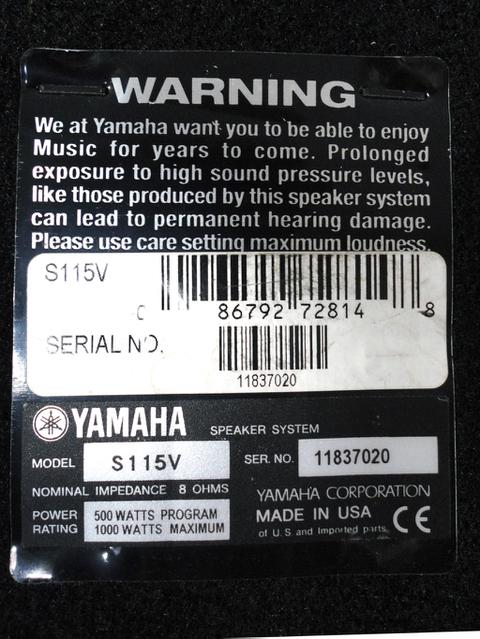 WARNING
We at Yamaha want you to be able to enjoy
Music for years to come. Prolonged
exposure to high sound pressure levels,
like those produced by this speaker system
can lead to permanent hearing damage.
Please use care setting maximum loudness.
S115V
0 86792 72814 8
SERIAL NO.
11837020
YAMAHA SPEAKER SYSTEM
MODEL S115V SER. NO. 11837020
NOMINAL IMPEDANCE 8 OHMS YAMAHA CORPORATION
POWER RATING 500 WATTS PROGRAM MADE IN USA
1000 WATTS MAXIMUM of U.S and Imported parts CE